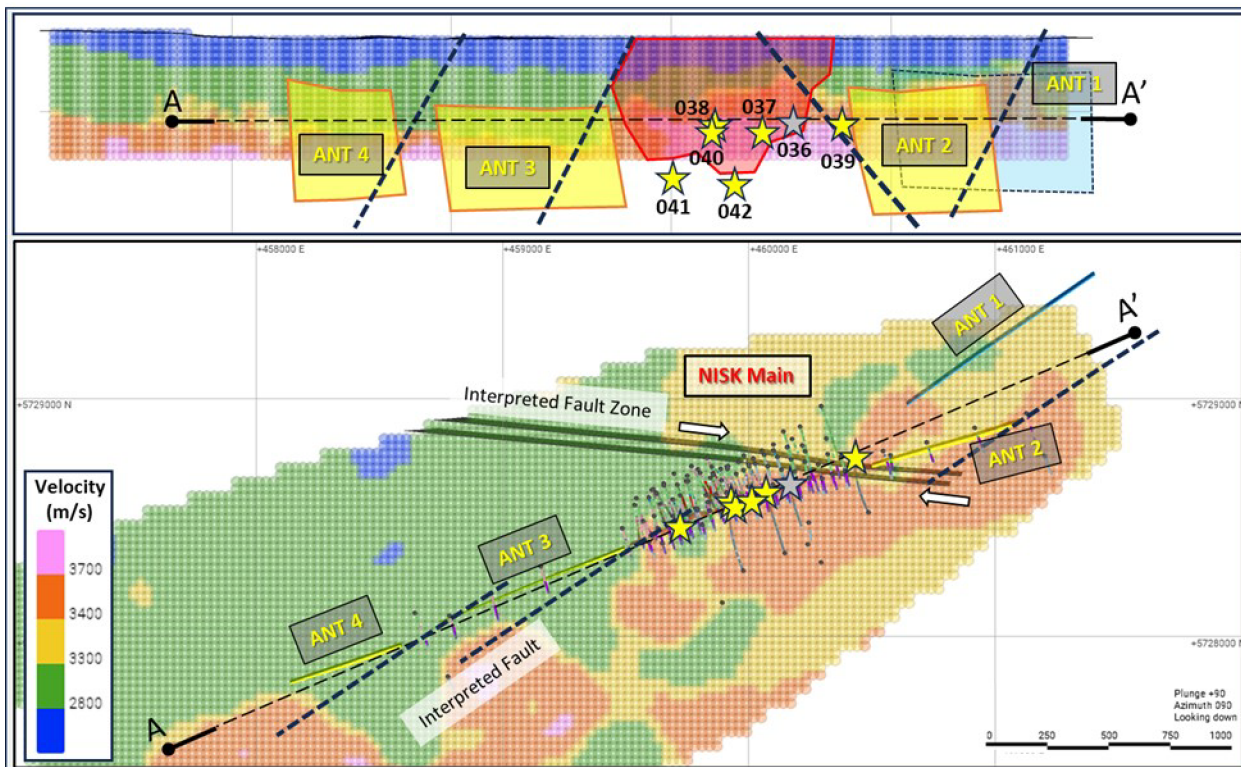 A
A'
ANT 1
ANT 4
ANT 3
ANT 2
038
037
040
036
039
041
042
+458000 E
+459000 E
+460000 E
+461000 E
ANT 1
A'
NISK Main
Interpreted Fault Zone
+5729000 N
+5729000 N
ANT 2
ANT 3
ANT 4
Interpreted Fault
+5728000 N
A
Velocity
(m/s)
3700
3400
3300
2800
Plunge +90
Azimuth 090
Looking down
0 250 500 750 1000